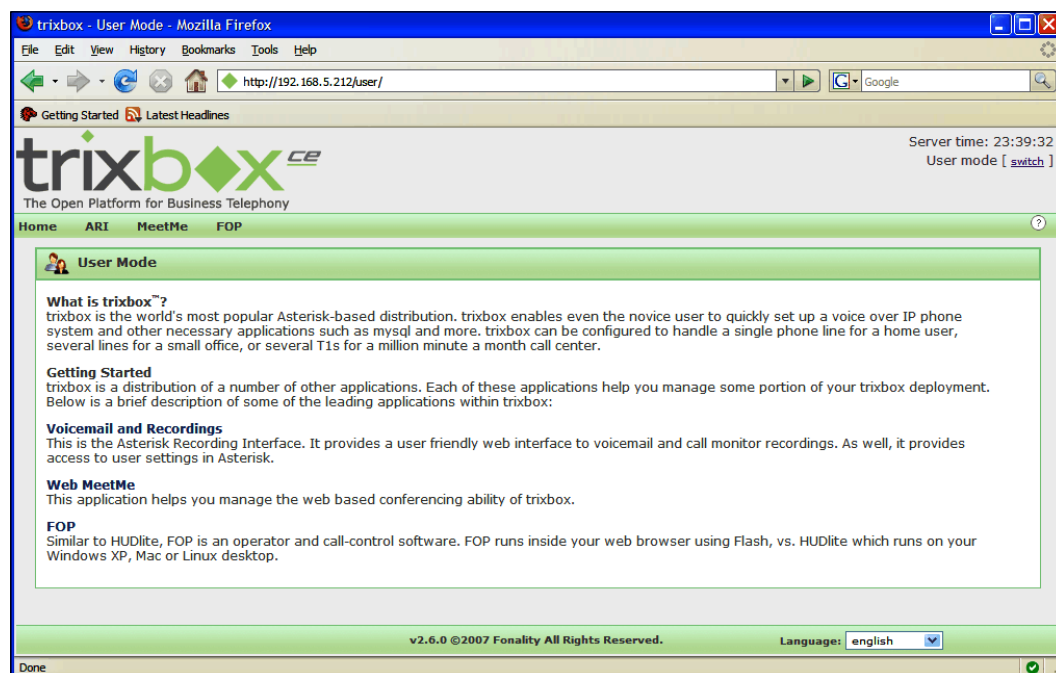 trixbox - User Mode - Mozilla Firefox
File Edit View History Bookmarks Tools Help
http://192.168.5.212/user/
G Google
Getting Started Latest Headlines
trixbox ce
The Open Platform for Business Telephony
Server time: 23:39:32
User mode [ switch ]
Home ARI MeetMe FOP ?
User Mode
What is trixbox™?
trixbox is the world's most popular Asterisk-based distribution. trixbox enables even the novice user to quickly set up a voice over IP phone
system and other necessary applications such as mysql and more. trixbox can be configured to handle a single phone line for a home user,
several lines for a small office, or several T1s for a million minute a month call center.
Getting Started
trixbox is a distribution of a number of other applications. Each of these applications help you manage some portion of your trixbox deployment.
Below is a brief description of some of the leading applications within trixbox:
Voicemail and Recordings
This is the Asterisk Recording Interface. It provides a user friendly web interface to voicemail and call monitor recordings. As well, it provides
access to user settings in Asterisk.
Web MeetMe
This application helps you manage the web based conferencing ability of trixbox.
FOP
Similar to HUDlite, FOP is an operator and call-control software. FOP runs inside your web browser using Flash, vs. HUDlite which runs on your
Windows XP, Mac or Linux desktop.
v2.6.0 ©2007 Fonality All Rights Reserved.
Language: english
Done